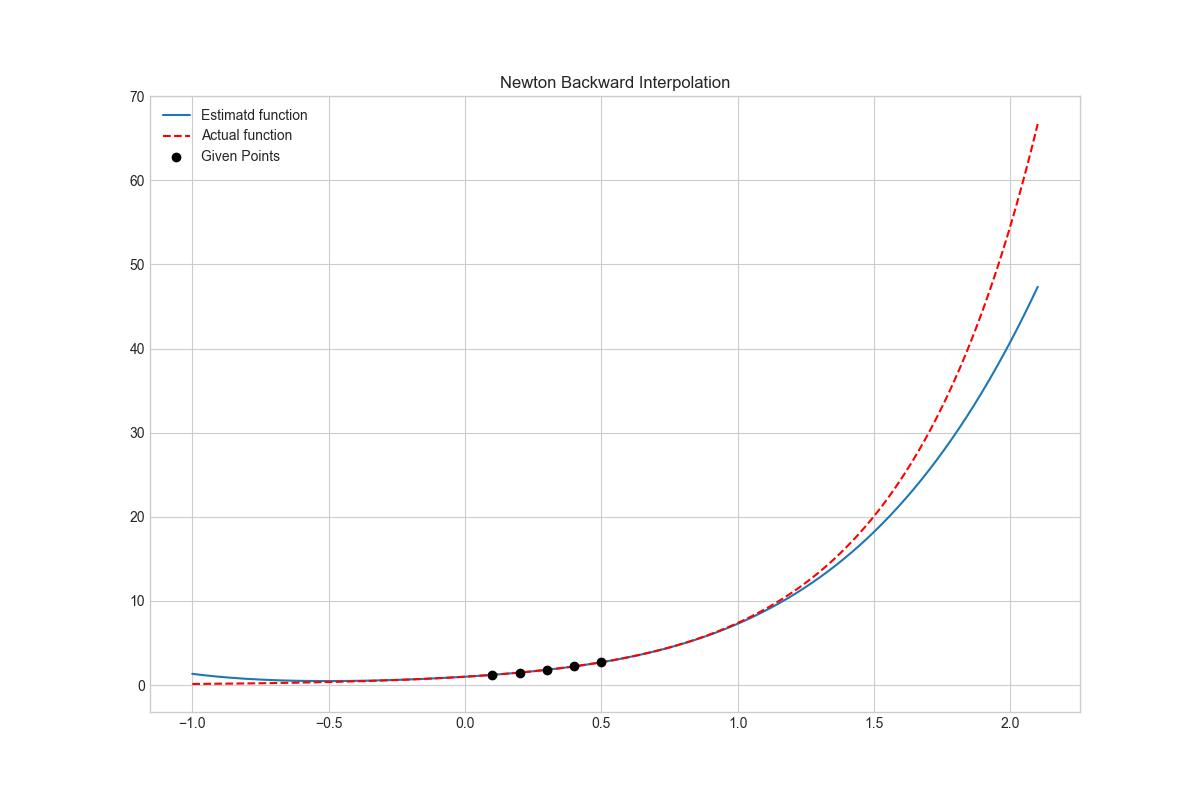 Newton Backward Interpolation
Estimatd function
Actual function
Given Points
70
60
50
40
30
20
10
0
−1.0 −0.5 0.0 0.5 1.0 1.5 2.0